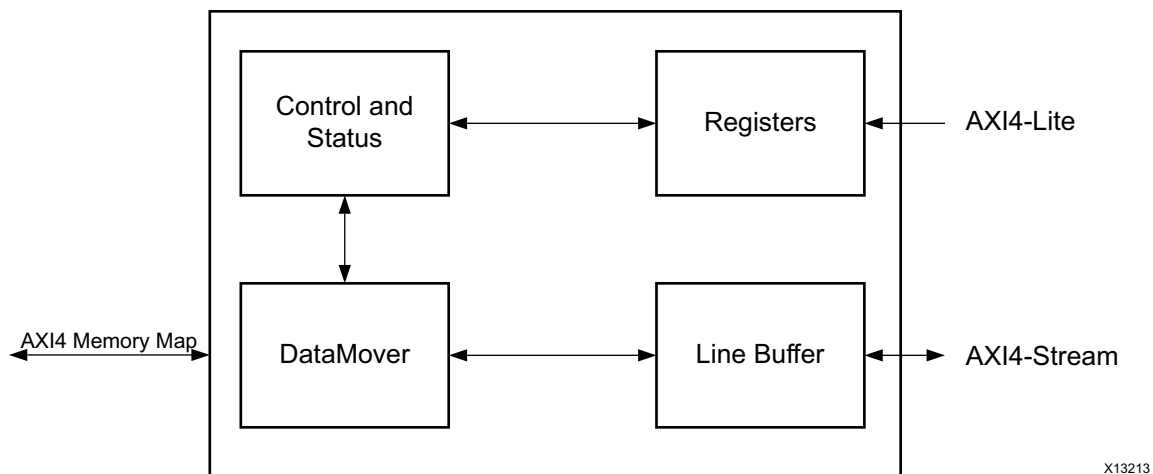 Control and
Status
Registers
AXI4-Lite
AXI4 Memory Map
DataMover
Line Buffer
AXI4-Stream
X13213